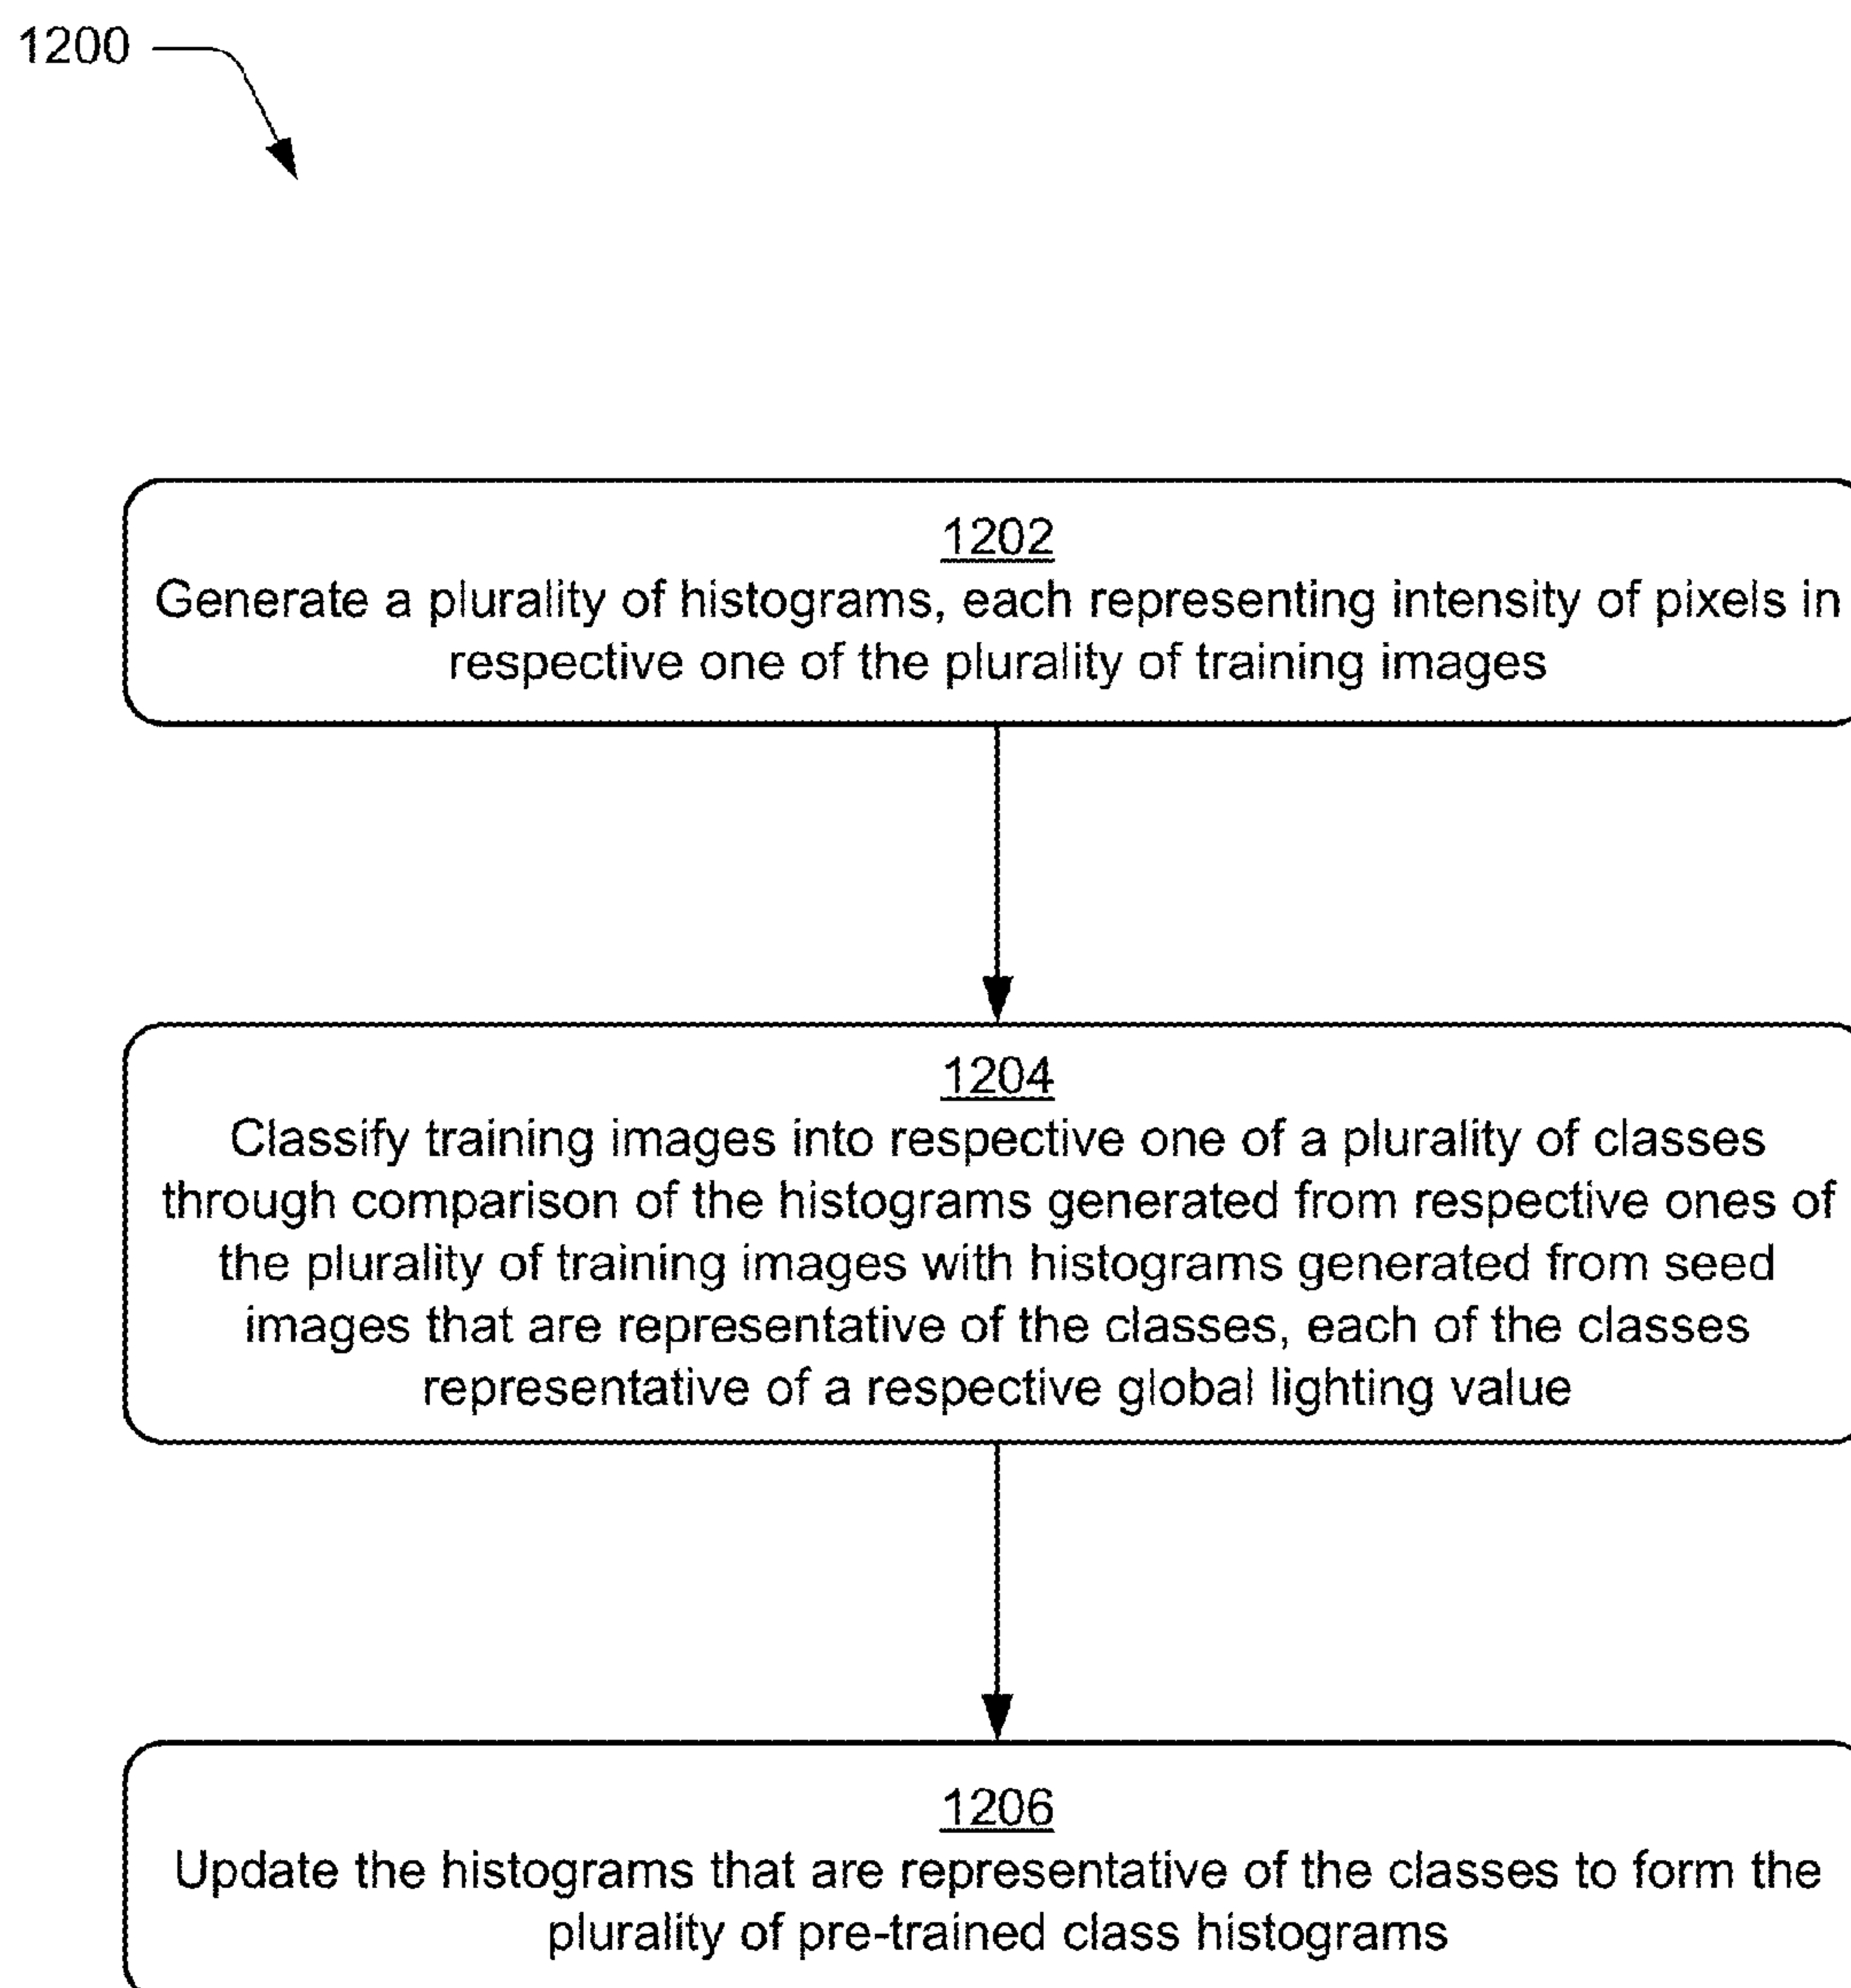 1200
1202
Generate a plurality of histograms, each representing intensity of pixels in
respective one of the plurality of training images
1204
Classify training images into respective one of a plurality of classes
through comparison of the histograms generated from respective ones of
the plurality of training images with histograms generated from seed
images that are representative of the classes, each of the classes
representative of a respective global lighting value
1206
Update the histograms that are representative of the classes to form the
plurality of pre-trained class histograms